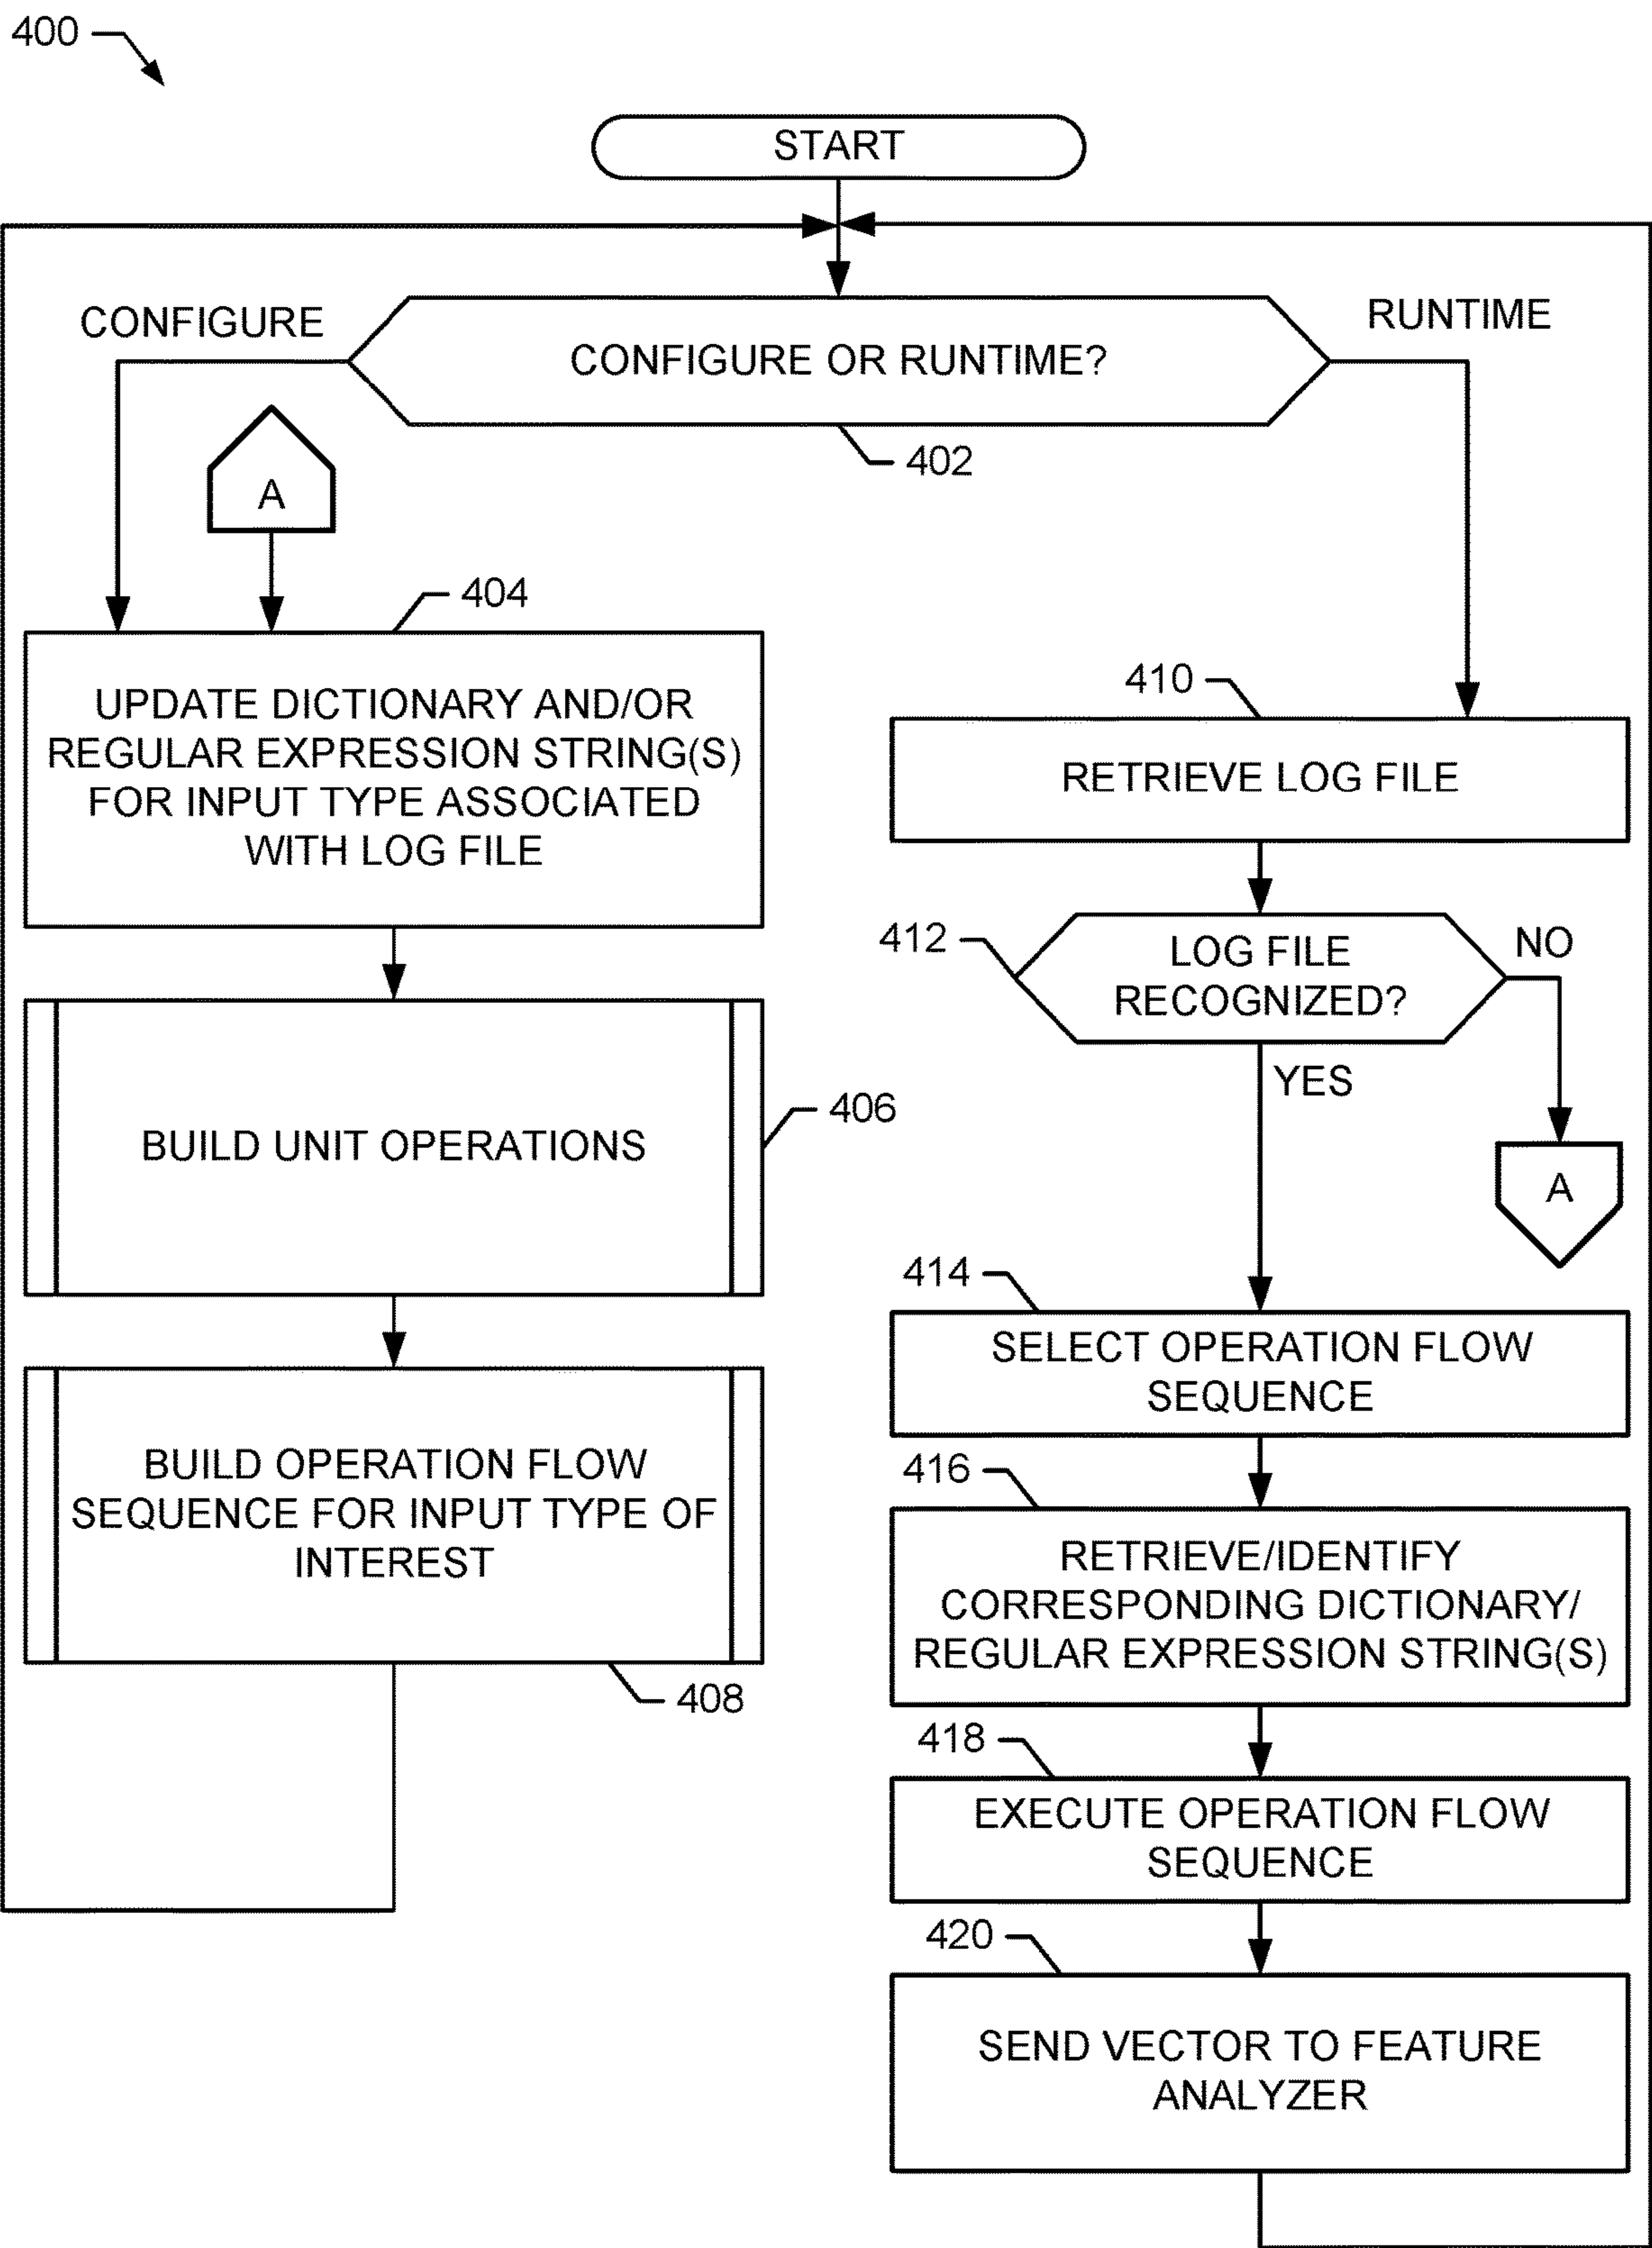 400
START
CONFIGURE
RUNTIME
CONFIGURE OR RUNTIME?
402
A
404
UPDATE DICTIONARY AND/OR
REGULAR EXPRESSION STRING(S)
FOR INPUT TYPE ASSOCIATED
WITH LOG FILE
406
BUILD UNIT OPERATIONS
BUILD OPERATION FLOW
SEQUENCE FOR INPUT TYPE OF
INTEREST
408
410
RETRIEVE LOG FILE
412
LOG FILE
RECOGNIZED?
NO
YES
A
414
SELECT OPERATION FLOW
SEQUENCE
416
RETRIEVE/IDENTIFY
CORRESPONDING DICTIONARY/
REGULAR EXPRESSION STRING(S)
418
EXECUTE OPERATION FLOW
SEQUENCE
420
SEND VECTOR TO FEATURE
ANALYZER